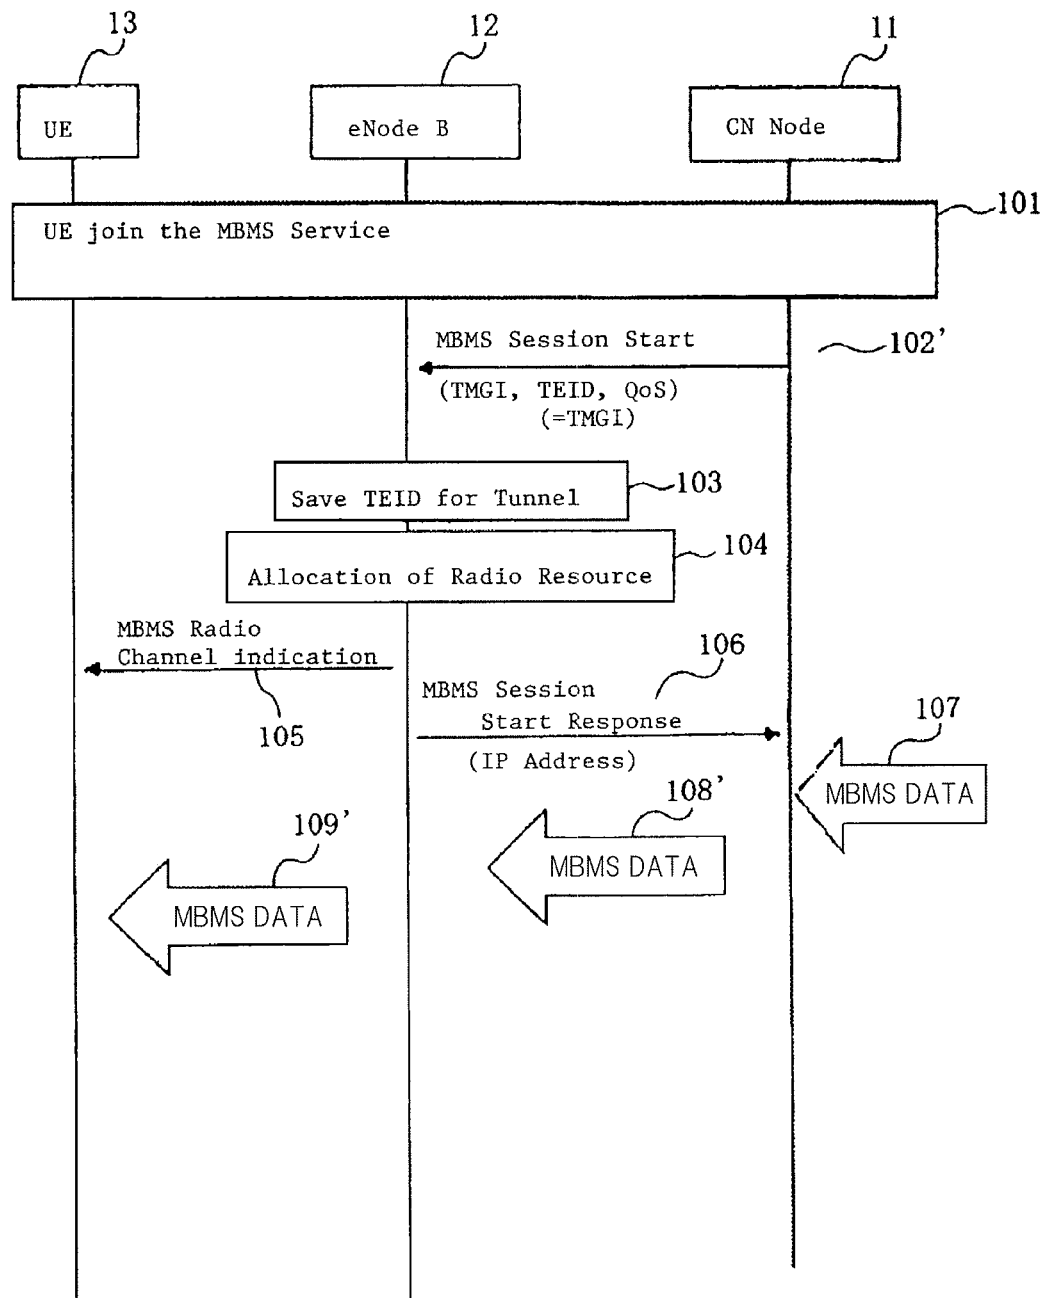 13
12
11
UE
eNode B
CN Node
101
UE join the MBMS Service
102'
MBMS Session Start
(TMGI, TEID, QoS)
(=TMGI)
103
Save TEID for Tunnel
104
Allocation of Radio Resource
MBMS Radio
Channel indication
105
106
MBMS Session
Start Response
(IP Address)
107
MBMS DATA
108'
MBMS DATA
109'
MBMS DATA